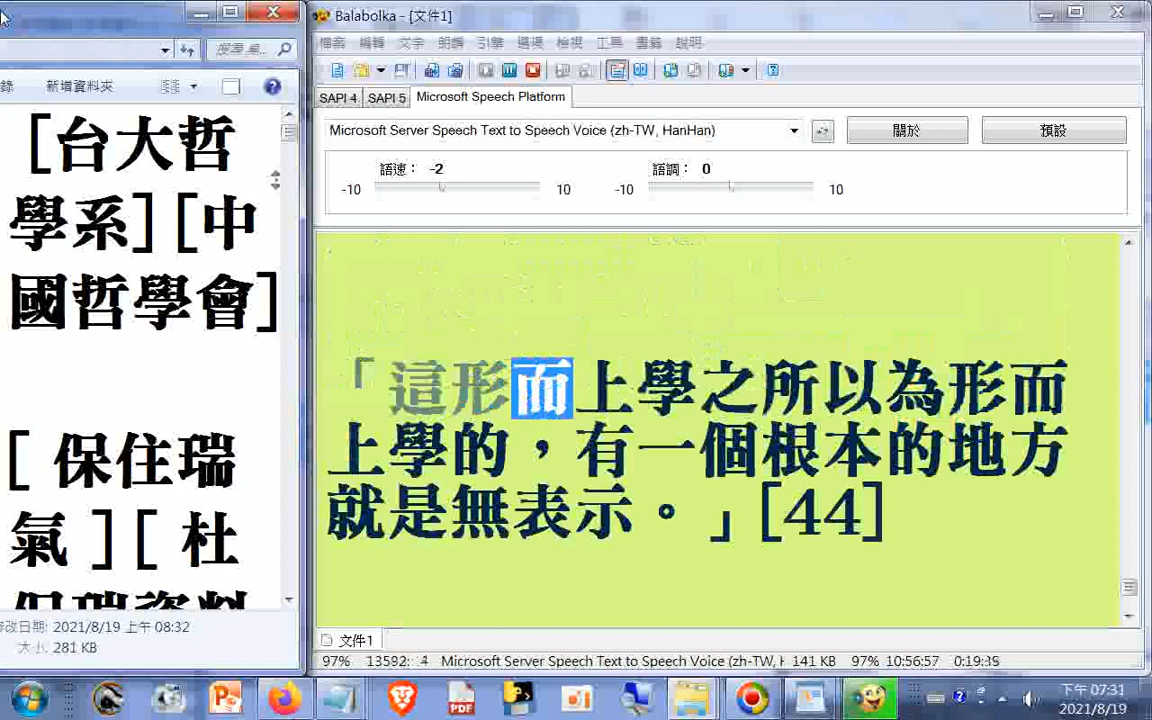 Balabolka - [文件1]
檔案 編輯 文字 朗讀 引擎 選項 檢視 工具 書籤 說明
新增資料夾
SAPI 4 SAPI 5 Microsoft Speech Platform
Microsoft Server Speech Text to Speech Voice (zh-TW, HanHan)
關於
預設
語速： -2
語調： 0
-10 10 -10 10
[台大哲
學系][中
國哲學會]
[ 保住瑞
氣 ][ 杜
保瑞資料
「這形而上學之所以為形而
上學的，有一個根本的地方
就是無表示。」[44]
修改日期: 2021/8/19 上午 08:32
大小: 281 KB
文件1
97% Microsoft Server Speech Text to Speech Voice (zh-TW, H 141 KB 97% 10:56:57
下午 07:31
2021/8/19